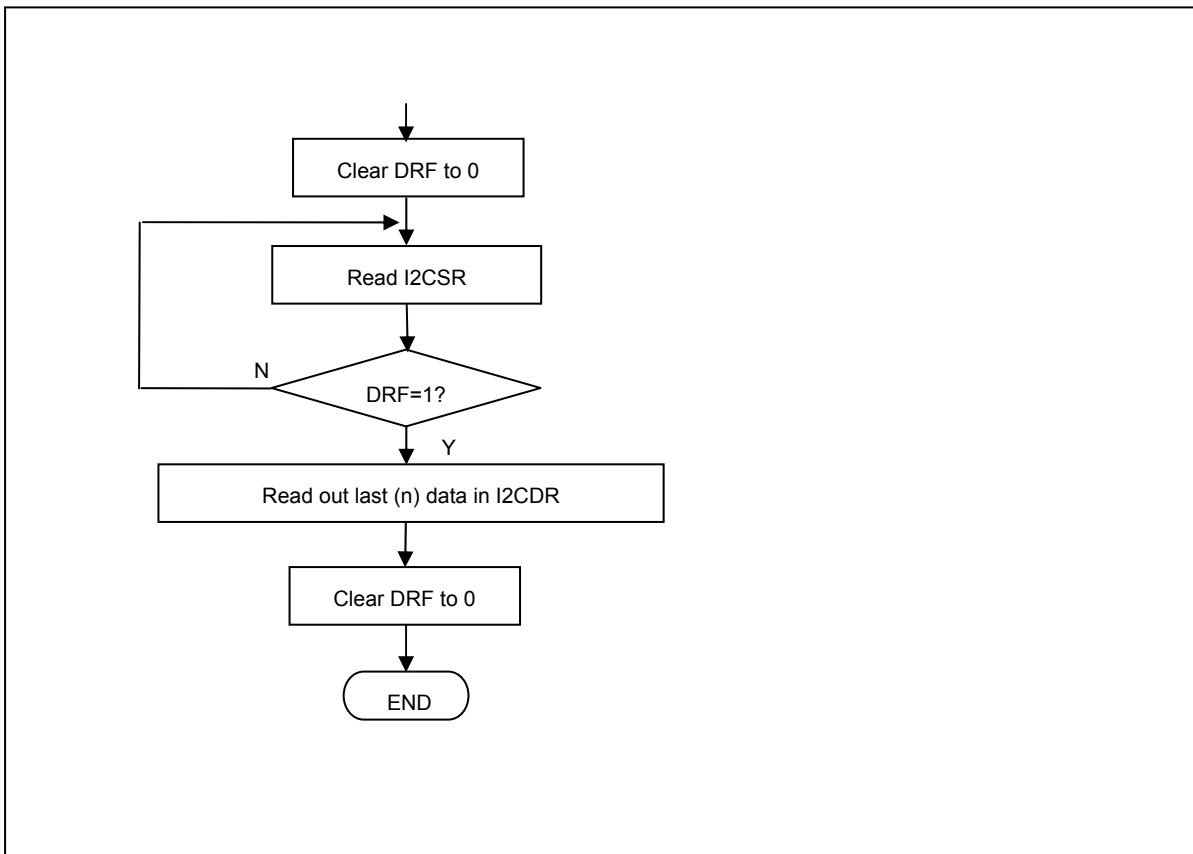 Clear DRF to 0
Read I2CSR
N
DRF=1?
Y
Read out last (n) data in I2CDR
Clear DRF to 0
END